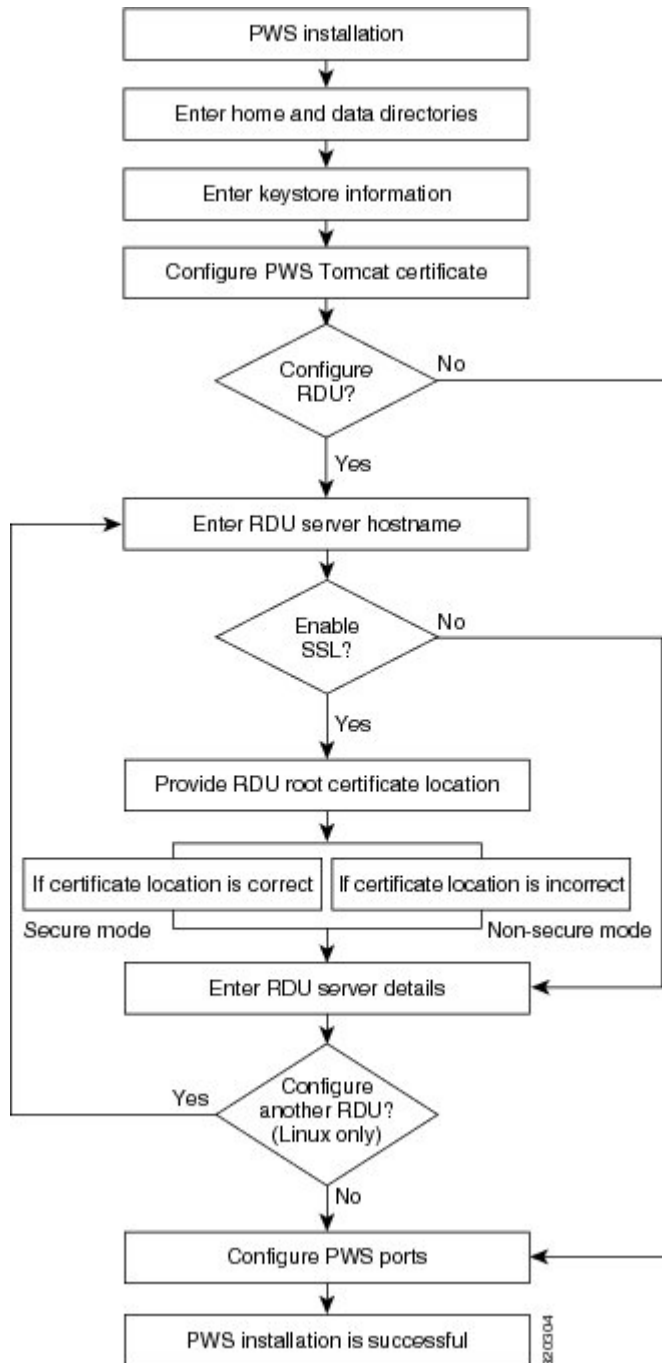 PWS installation
Enter home and data directories
Enter keystore information
Configure PWS Tomcat certificate
Configure
RDU?
No
Yes
Enter RDU server hostname
Enable
SSL?
No
Yes
Provide RDU root certificate location
If certificate location is correct
If certificate location is incorrect
Secure mode
Non-secure mode
Enter RDU server details
Configure
another RDU?
(Linux only)
Yes
No
Configure PWS ports
PWS installation is successful